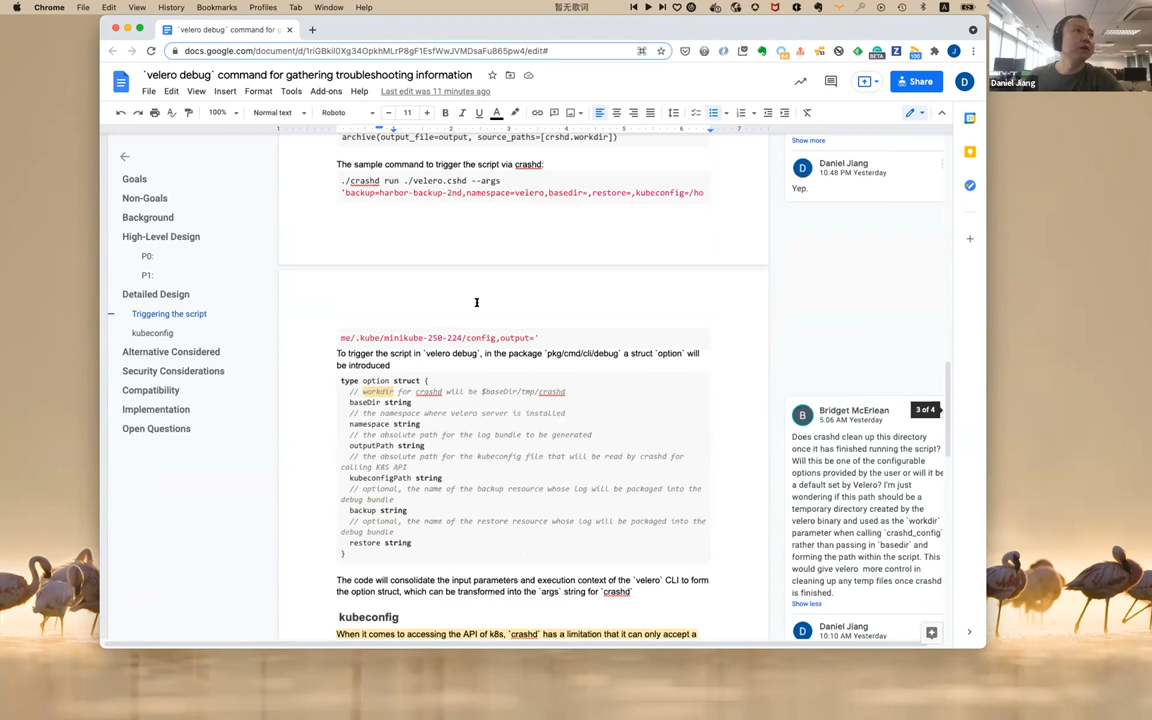 Chrome File Edit View History Bookmarks Profiles Tab Window Help 暂无歌词
`velero debug` command for g
docs.google.com/document/d/1riGBkiI0Xg34OpkhMLrP8gF1EsfWwJVMDsaFu865pw4/edit#
`velero debug` command for gathering troubleshooting information
File Edit View Insert Format Tools Add-ons Help Last edit was 11 minutes ago
Share
D
Daniel Jiang
100% Normal text Roboto 11 B I U A
1 2 3 4 5 6 7
Goals
Non-Goals
Background
High-Level Design
P0:
P1:
Detailed Design
Triggering the script
kubeconfig
Alternative Considered
Security Considerations
Compatibility
Implementation
Open Questions
archive(output_file=output, source_paths=[crshd.workdir])
The sample command to trigger the script via crashd:
./crashd run ./velero.cshd --args
'backup=harbor-backup-2nd,namespace=velero,basedir=,restore=,kubeconfig=/ho
me/.kube/minikube-250-224/config,output='
To trigger the script in `velero debug`, in the package `pkg/cmd/cli/debug` a struct `option` will
be introduced
type option struct {
// workdir for crashd will be $baseDir/tmp/crashd
baseDir string
// the namespace where velero server is installed
namespace string
// the absolute path for the log bundle to be generated
outputPath string
// the absolute path for the kubeconfig file that will be read by crashd for
calling K8S API
kubeconfigPath string
// optional, the name of the backup resource whose log will be packaged into the
debug bundle
backup string
// optional, the name of the restore resource whose log will be packaged into the
debug bundle
restore string
}
The code will consolidate the input parameters and execution context of the `velero` CLI to form
the option struct, which can be transformed into the `args` string for `crashd`
kubeconfig
When it comes to accessing the API of k8s, `crashd` has a limitation that it can only accept a
Show more
D
Daniel Jiang
10:48 PM Yesterday
Yep.
B
Bridget McErlean
5:06 AM Yesterday
3 of 4
Does crashd clean up this directory
once it has finished running the script?
Will this be one of the configurable
options provided by the user or will it be
a default set by Velero? I'm just
wondering if this path should be a
temporary directory created by the
velero binary and used as the `workdir`
parameter when calling `crashd_config`
rather than passing in `basedir` and
forming the path within the script. This
would give velero more control in
cleaning up any temp files once crashd
is finished.
Show less
D
Daniel Jiang
10:10 AM Yesterday